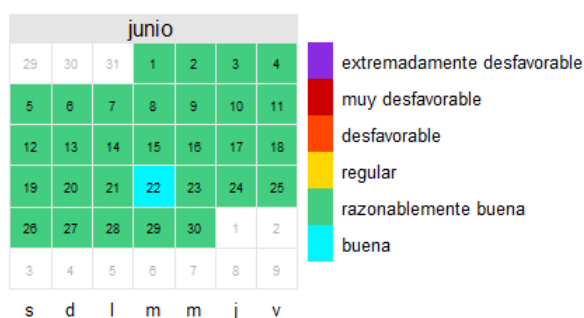 junio
29 30 31 1 2 3 4
5 6 7 8 9 10 11
12 13 14 15 16 17 18
19 20 21 22 23 24 25
26 27 28 29 30 1 2
3 4 5 6 7 8 9
s d l m m j v
extremadamente desfavorable
muy desfavorable
desfavorable
regular
razonablemente buena
buena